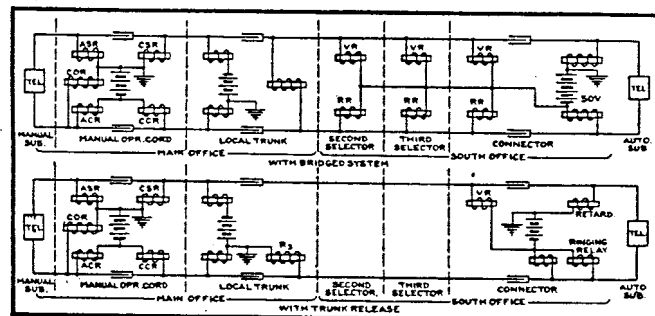 ASR CSR VR VR VR
TEL. COR 50V TEL.
ACR CCR RR RR RR
MANUAL SUB. MANUAL OPR. CORD LOCAL TRUNK SECOND SELECTOR THIRD SELECTOR CONNECTOR AUTO. SUB.
MAIN OFFICE SOUTH OFFICE
WITH BRIDGED SYSTEM
ASR CSR VR RETARD.
TEL. COR R3 RINGING RELAY TEL.
ACR CCR
MANUAL SUB. MANUAL OPR. CORD LOCAL TRUNK SECOND SELECTOR. THIRD SELECTOR CONNECTOR AUTO SUB.
MAIN OFFICE SOUTH OFFICE
WITH TRUNK RELEASE